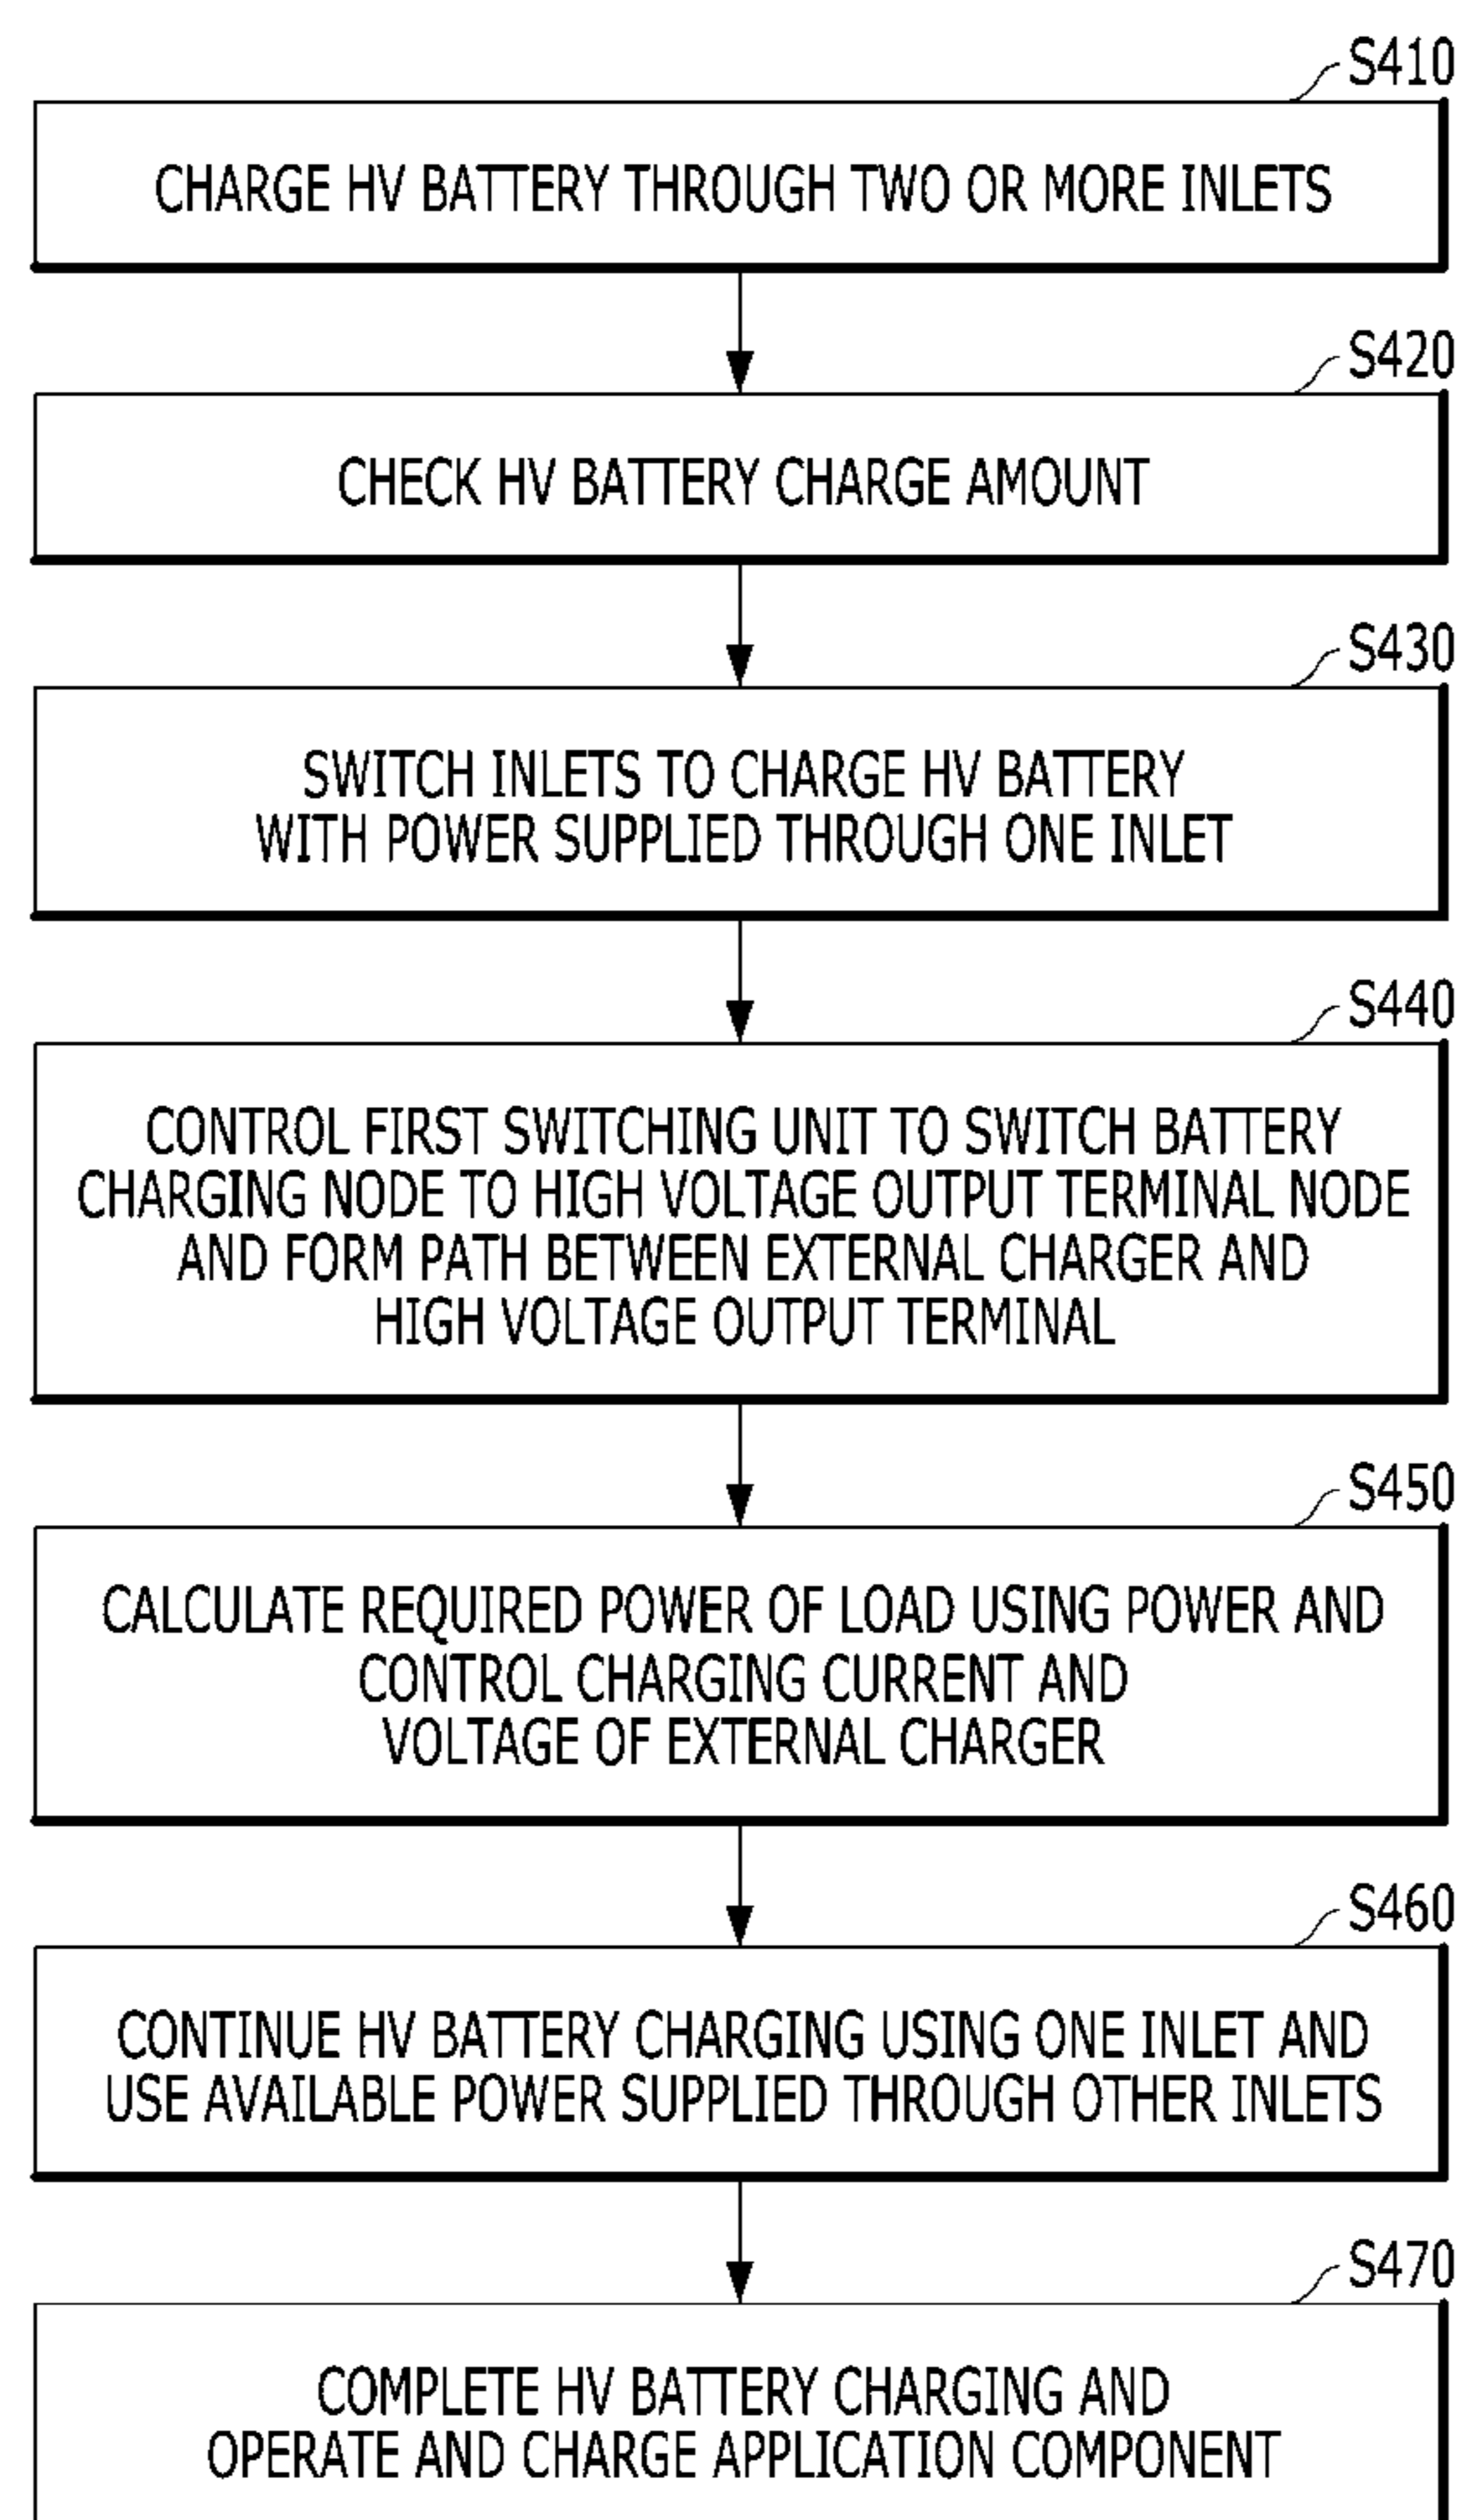 S410
CHARGE HV BATTERY THROUGH TWO OR MORE INLETS
S420
CHECK HV BATTERY CHARGE AMOUNT
S430
SWITCH INLETS TO CHARGE HV BATTERY
WITH POWER SUPPLIED THROUGH ONE INLET
S440
CONTROL FIRST SWITCHING UNIT TO SWITCH BATTERY
CHARGING NODE TO HIGH VOLTAGE OUTPUT TERMINAL NODE
AND FORM PATH BETWEEN EXTERNAL CHARGER AND
HIGH VOLTAGE OUTPUT TERMINAL
S450
CALCULATE REQUIRED POWER OF LOAD USING POWER AND
CONTROL CHARGING CURRENT AND
VOLTAGE OF EXTERNAL CHARGER
S460
CONTINUE HV BATTERY CHARGING USING ONE INLET AND
USE AVAILABLE POWER SUPPLIED THROUGH OTHER INLETS
S470
COMPLETE HV BATTERY CHARGING AND
OPERATE AND CHARGE APPLICATION COMPONENT